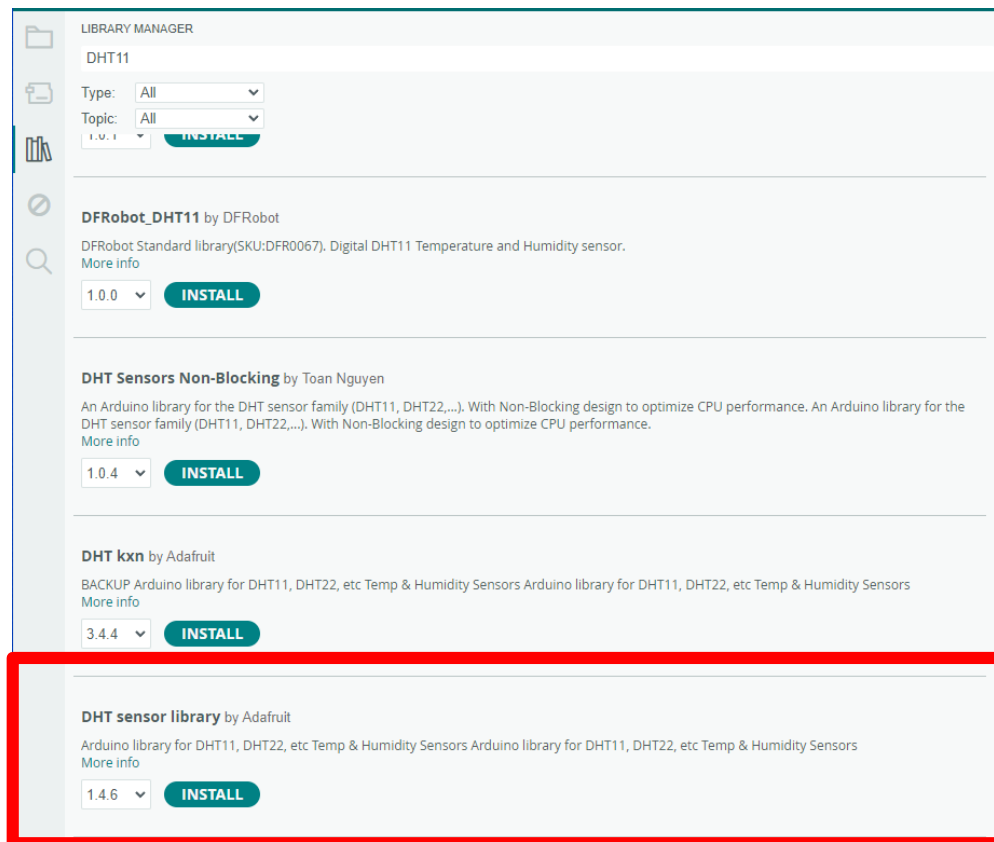 LIBRARY MANAGER
DHT11
Type: All
Topic: All
1.0.1 INSTALL
DFRobot_DHT11 by DFRobot
DFRobot Standard library(SKU:DFR0067). Digital DHT11 Temperature and Humidity sensor.
More info
1.0.0 INSTALL
DHT Sensors Non-Blocking by Toan Nguyen
An Arduino library for the DHT sensor family (DHT11, DHT22,...). With Non-Blocking design to optimize CPU performance. An Arduino library for the
DHT sensor family (DHT11, DHT22,...). With Non-Blocking design to optimize CPU performance.
More info
1.0.4 INSTALL
DHT kxn by Adafruit
BACKUP Arduino library for DHT11, DHT22, etc Temp & Humidity Sensors Arduino library for DHT11, DHT22, etc Temp & Humidity Sensors
More info
3.4.4 INSTALL
DHT sensor library by Adafruit
Arduino library for DHT11, DHT22, etc Temp & Humidity Sensors Arduino library for DHT11, DHT22, etc Temp & Humidity Sensors
More info
1.4.6 INSTALL